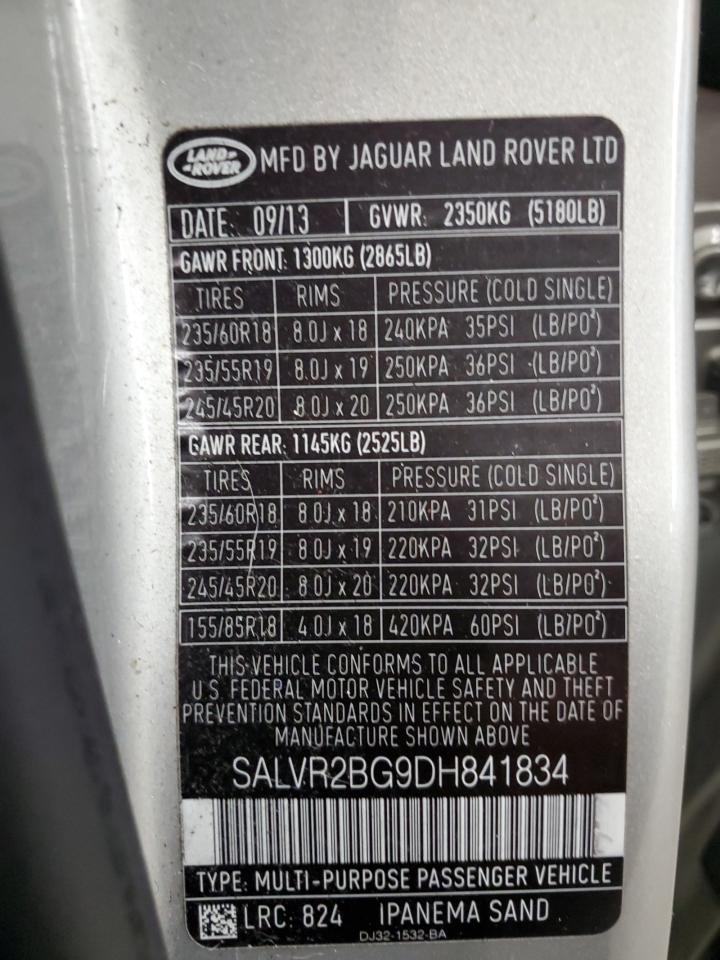 LAND-
-ROVER
MFD BY JAGUAR LAND ROVER LTD
DATE: 09/13 GVWR: 2350KG (5180LB)
GAWR FRONT: 1300KG (2865LB)
TIRES RIMS PRESSURE (COLD SINGLE)
235/60R18 8.0J x 18 240KPA 35PSI (LB/PO²)
235/55R19 8.0J x 19 250KPA 36PSI (LB/PO²)
245/45R20 8.0J x 20 250KPA 36PSI (LB/PO²)
GAWR REAR: 1145KG (2525LB)
TIRES RIMS PRESSURE (COLD SINGLE)
235/60R18 8.0J x 18 210KPA 31PSI (LB/PO²)
235/55R19 8.0J x 19 220KPA 32PSI (LB/PO²)
245/45R20 8.0J x 20 220KPA 32PSI (LB/PO²)
155/85R18 4.0J x 18 420KPA 60PSI (LB/PO²)
THIS VEHICLE CONFORMS TO ALL APPLICABLE
U.S. FEDERAL MOTOR VEHICLE SAFETY AND THEFT
PREVENTION STANDARDS IN EFFECT ON THE DATE OF
MANUFACTURE SHOWN ABOVE
SALVR2BG9DH841834
TYPE: MULTI-PURPOSE PASSENGER VEHICLE
LRC: 824 IPANEMA SAND
DJ32-1532-BA